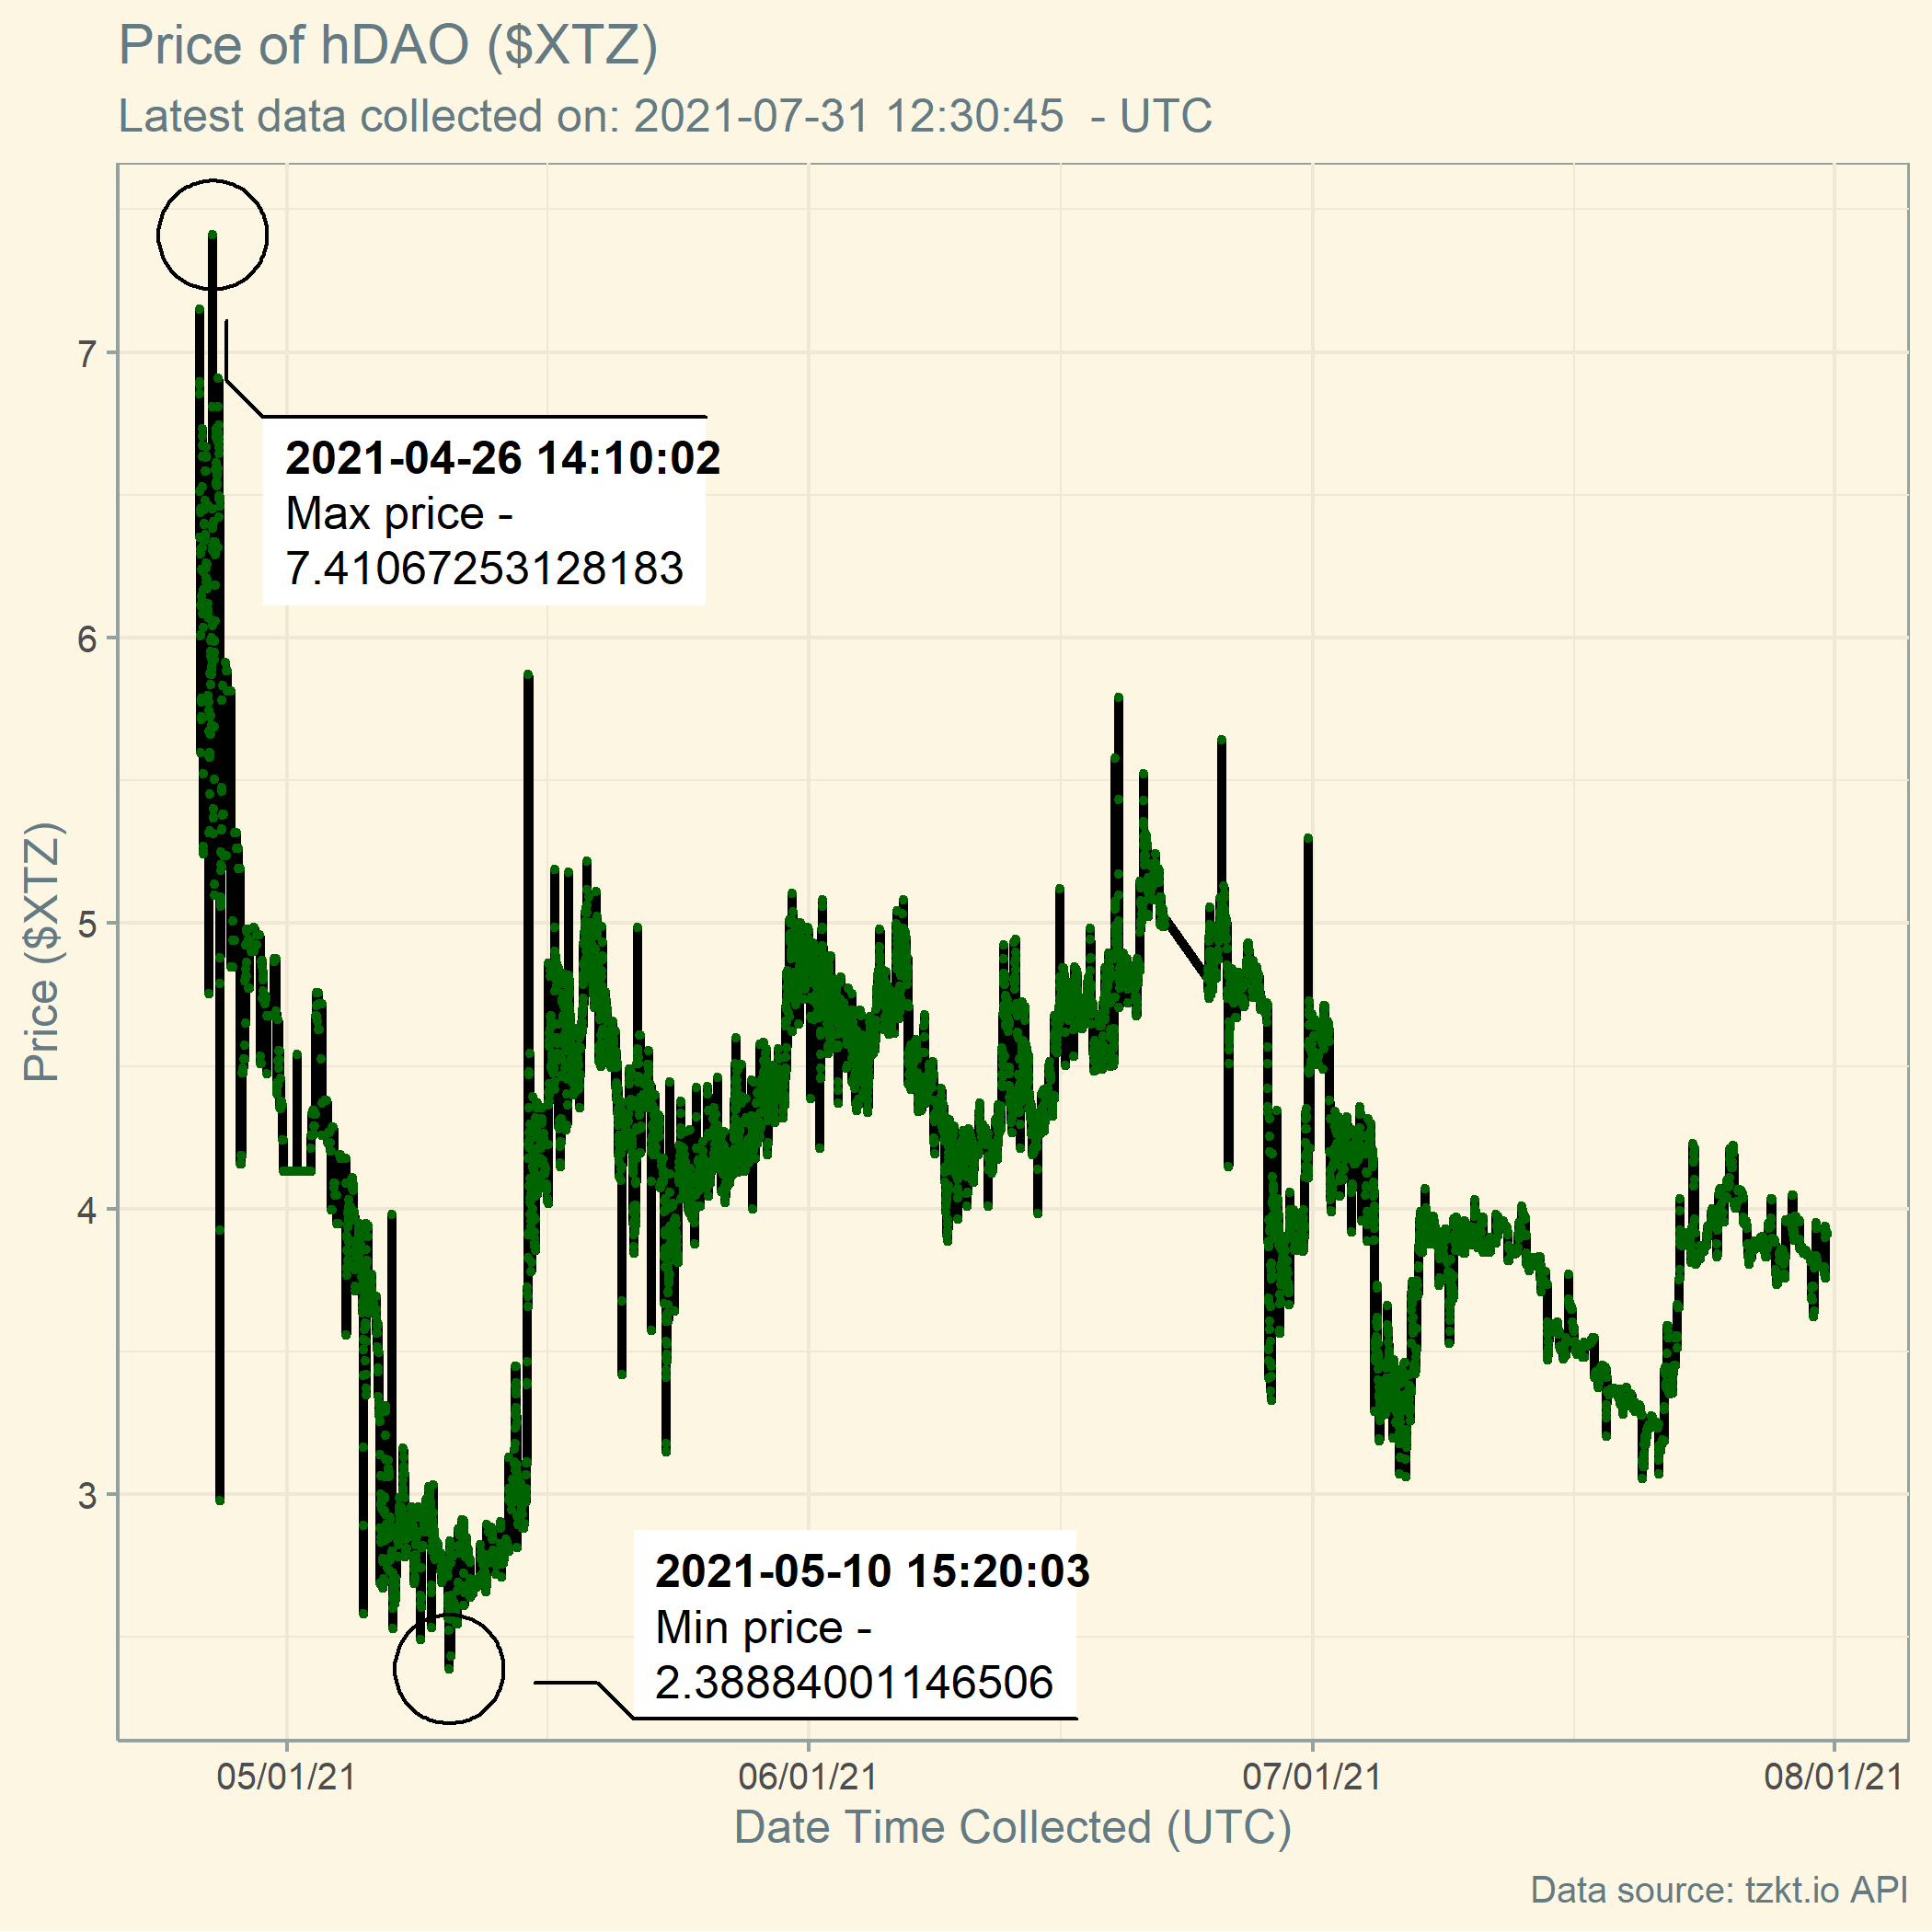 Price of hDAO ($XTZ)
Latest data collected on: 2021-07-31 12:30:45  - UTC
7
2021-04-26 14:10:02
Max price -
7.41067253128183
6
5
Price ($XTZ)
4
3
2021-05-10 15:20:03
Min price -
2.38884001146506
05/01/21
06/01/21
07/01/21
08/01/21
Date Time Collected (UTC)
Data source: tzkt.io API